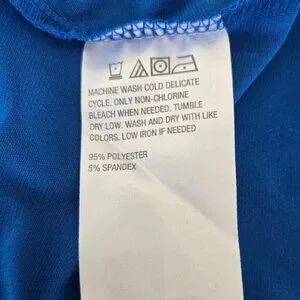 MACHINE WASH COLD DELICATE
CYCLE. ONLY NON-CHLORINE
BLEACH WHEN NEEDED. TUMBLE
DRY LOW. WASH AND DRY WITH LIKE
COLORS. LOW IRON IF NEEDED
95% POLYESTER
5% SPANDEX